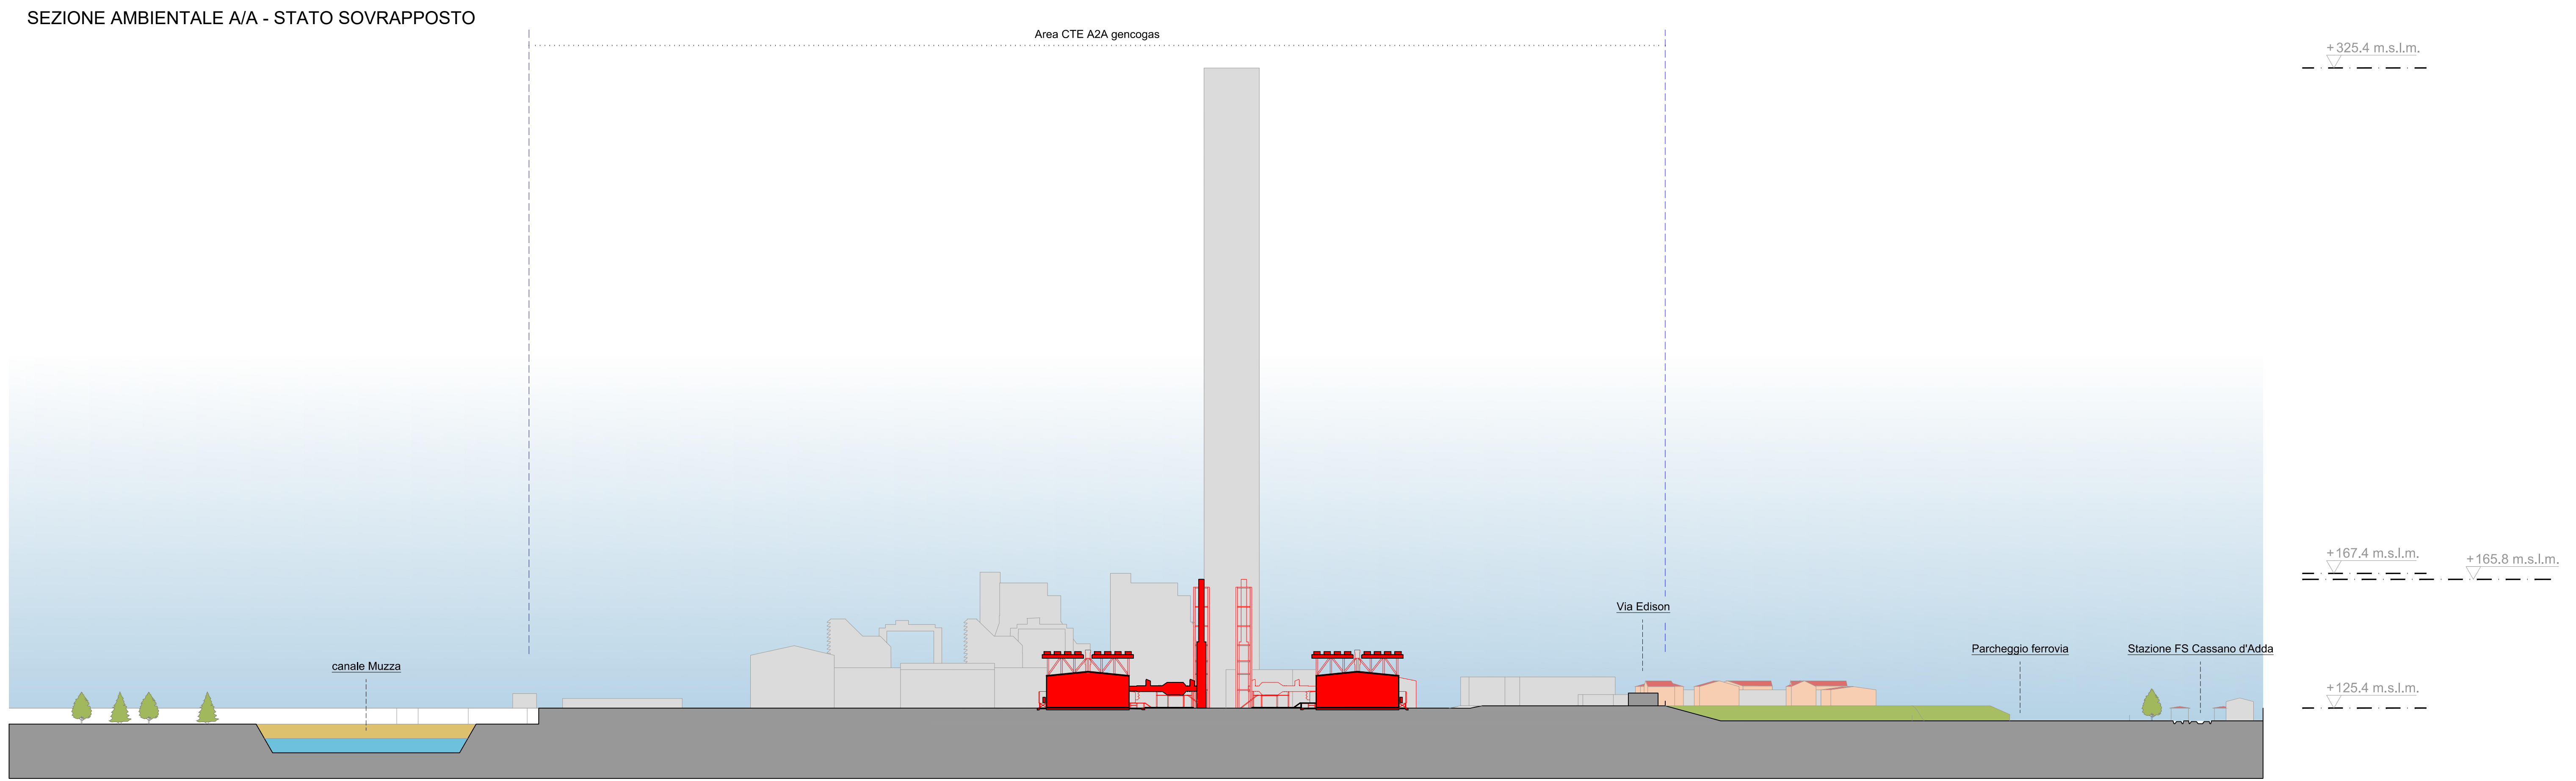 SEZIONE AMBIENTALE A/A - STATO SOVRAPPOSTO
Area CTE A2A gencogas
+325.4 m.s.l.m.
+167.4 m.s.l.m.
+165.8 m.s.l.m.
Via Edison
canale Muzza
Parcheggio ferrovia
Stazione FS Cassano d'Adda
+125.4 m.s.l.m.